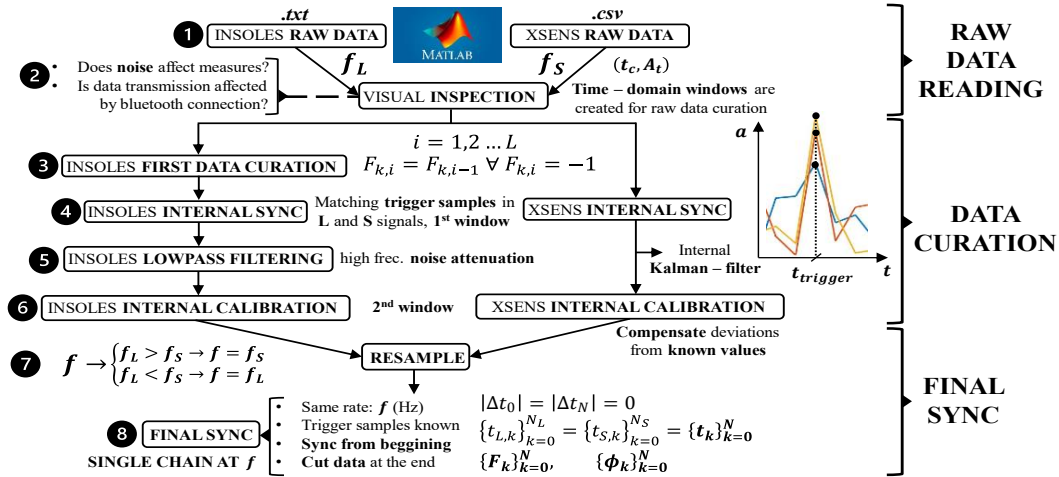 .txt
.csv
1 INSOLES RAW DATA
MATLAB
XSENS RAW DATA
f_L
f_S
(t_c, A_t)
RAW
DATA
READING
2
• Does noise affect measures?
• Is data transmission affected
by bluetooth connection?
VISUAL INSPECTION
Time – domain windows are
created for raw data curation
i = 1,2 … L
F_{k,i} = F_{k,i−1} ∀ F_{k,i} = −1
3 INSOLES FIRST DATA CURATION
4 INSOLES INTERNAL SYNC
Matching trigger samples in
L and S signals, 1st window
XSENS INTERNAL SYNC
a
t_{trigger}
t
DATA
CURATION
5 INSOLES LOWPASS FILTERING
high frec. noise attenuation
Internal
Kalman – filter
6 INSOLES INTERNAL CALIBRATION
2nd window
XSENS INTERNAL CALIBRATION
Compensate deviations
from known values
7
f → { f_L > f_S → f = f_S
f_L < f_S → f = f_L
RESAMPLE
FINAL
SYNC
8 FINAL SYNC
SINGLE CHAIN AT f
• Same rate: f (Hz)
• Trigger samples known
• Sync from beggining
• Cut data at the end
|Δt_0| = |Δt_N| = 0
{t_{L,k}}_{k=0}^{N_L} = {t_{S,k}}_{k=0}^{N_S} = {t_k}_{k=0}^{N}
{F_k}_{k=0}^{N}, {ϕ_k}_{k=0}^{N}